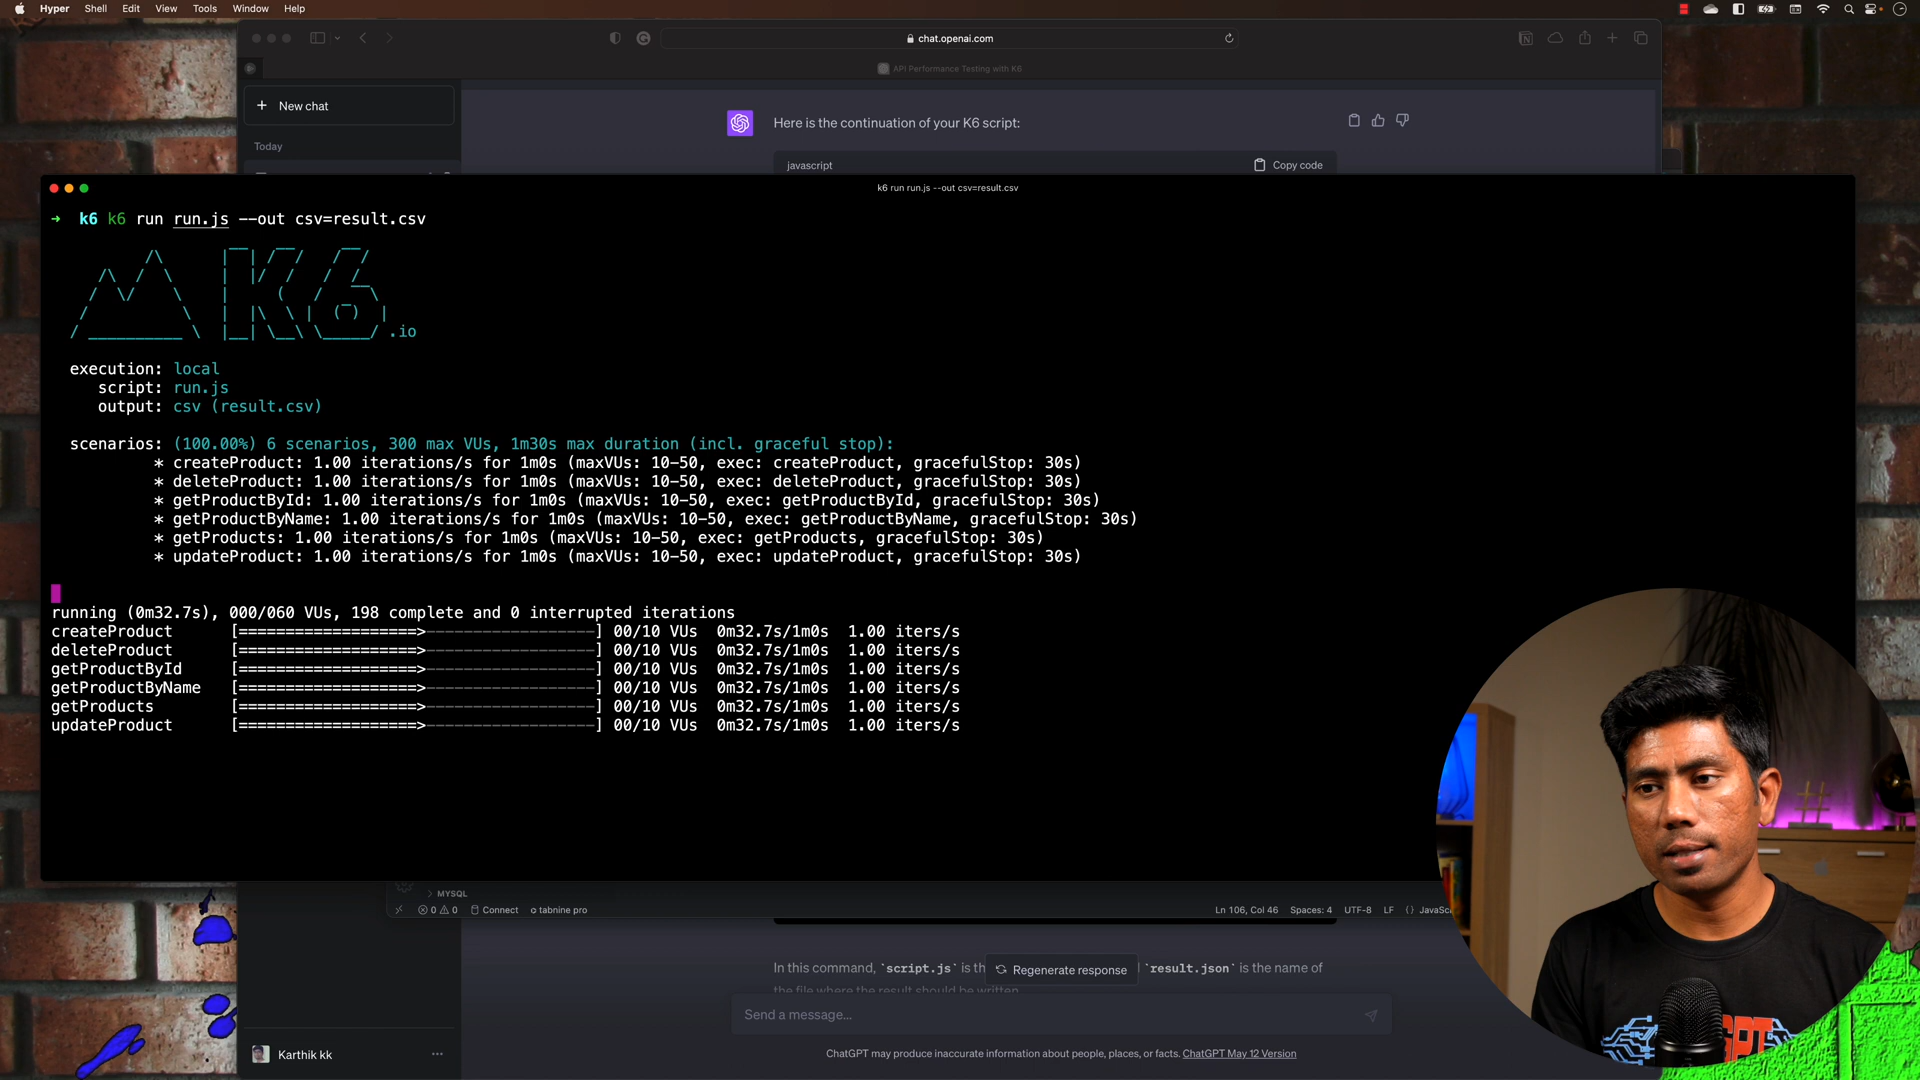 Hyper Shell Edit View Tools Window Help
chat.openai.com
API Performance Testing with K6
+ New chat
Here is the continuation of your K6 script:
Today
javascript
Copy code
k6 run run.js --out csv=result.csv
→ k6 k6 run run.js --out csv=result.csv
.io
execution: local
script: run.js
output: csv (result.csv)
scenarios: (100.00%) 6 scenarios, 300 max VUs, 1m30s max duration (incl. graceful stop):
* createProduct: 1.00 iterations/s for 1m0s (maxVUs: 10-50, exec: createProduct, gracefulStop: 30s)
* deleteProduct: 1.00 iterations/s for 1m0s (maxVUs: 10-50, exec: deleteProduct, gracefulStop: 30s)
* getProductById: 1.00 iterations/s for 1m0s (maxVUs: 10-50, exec: getProductById, gracefulStop: 30s)
* getProductByName: 1.00 iterations/s for 1m0s (maxVUs: 10-50, exec: getProductByName, gracefulStop: 30s)
* getProducts: 1.00 iterations/s for 1m0s (maxVUs: 10-50, exec: getProducts, gracefulStop: 30s)
* updateProduct: 1.00 iterations/s for 1m0s (maxVUs: 10-50, exec: updateProduct, gracefulStop: 30s)
running (0m32.7s), 000/060 VUs, 198 complete and 0 interrupted iterations
createProduct [===================>------------------] 00/10 VUs 0m32.7s/1m0s 1.00 iters/s
deleteProduct [===================>------------------] 00/10 VUs 0m32.7s/1m0s 1.00 iters/s
getProductById [===================>------------------] 00/10 VUs 0m32.7s/1m0s 1.00 iters/s
getProductByName [===================>------------------] 00/10 VUs 0m32.7s/1m0s 1.00 iters/s
getProducts [===================>------------------] 00/10 VUs 0m32.7s/1m0s 1.00 iters/s
updateProduct [===================>------------------] 00/10 VUs 0m32.7s/1m0s 1.00 iters/s
MYSQL
0 0 Connect tabnine pro
Ln 106, Col 46 Spaces: 4 UTF-8 LF {} JavaSc
In this command, `script.js` is th
Regenerate response
`result.json` is the name of
the file where the result should be written
Send a message...
Karthik kk ...
ChatGPT may produce inaccurate information about people, places, or facts. ChatGPT May 12 Version